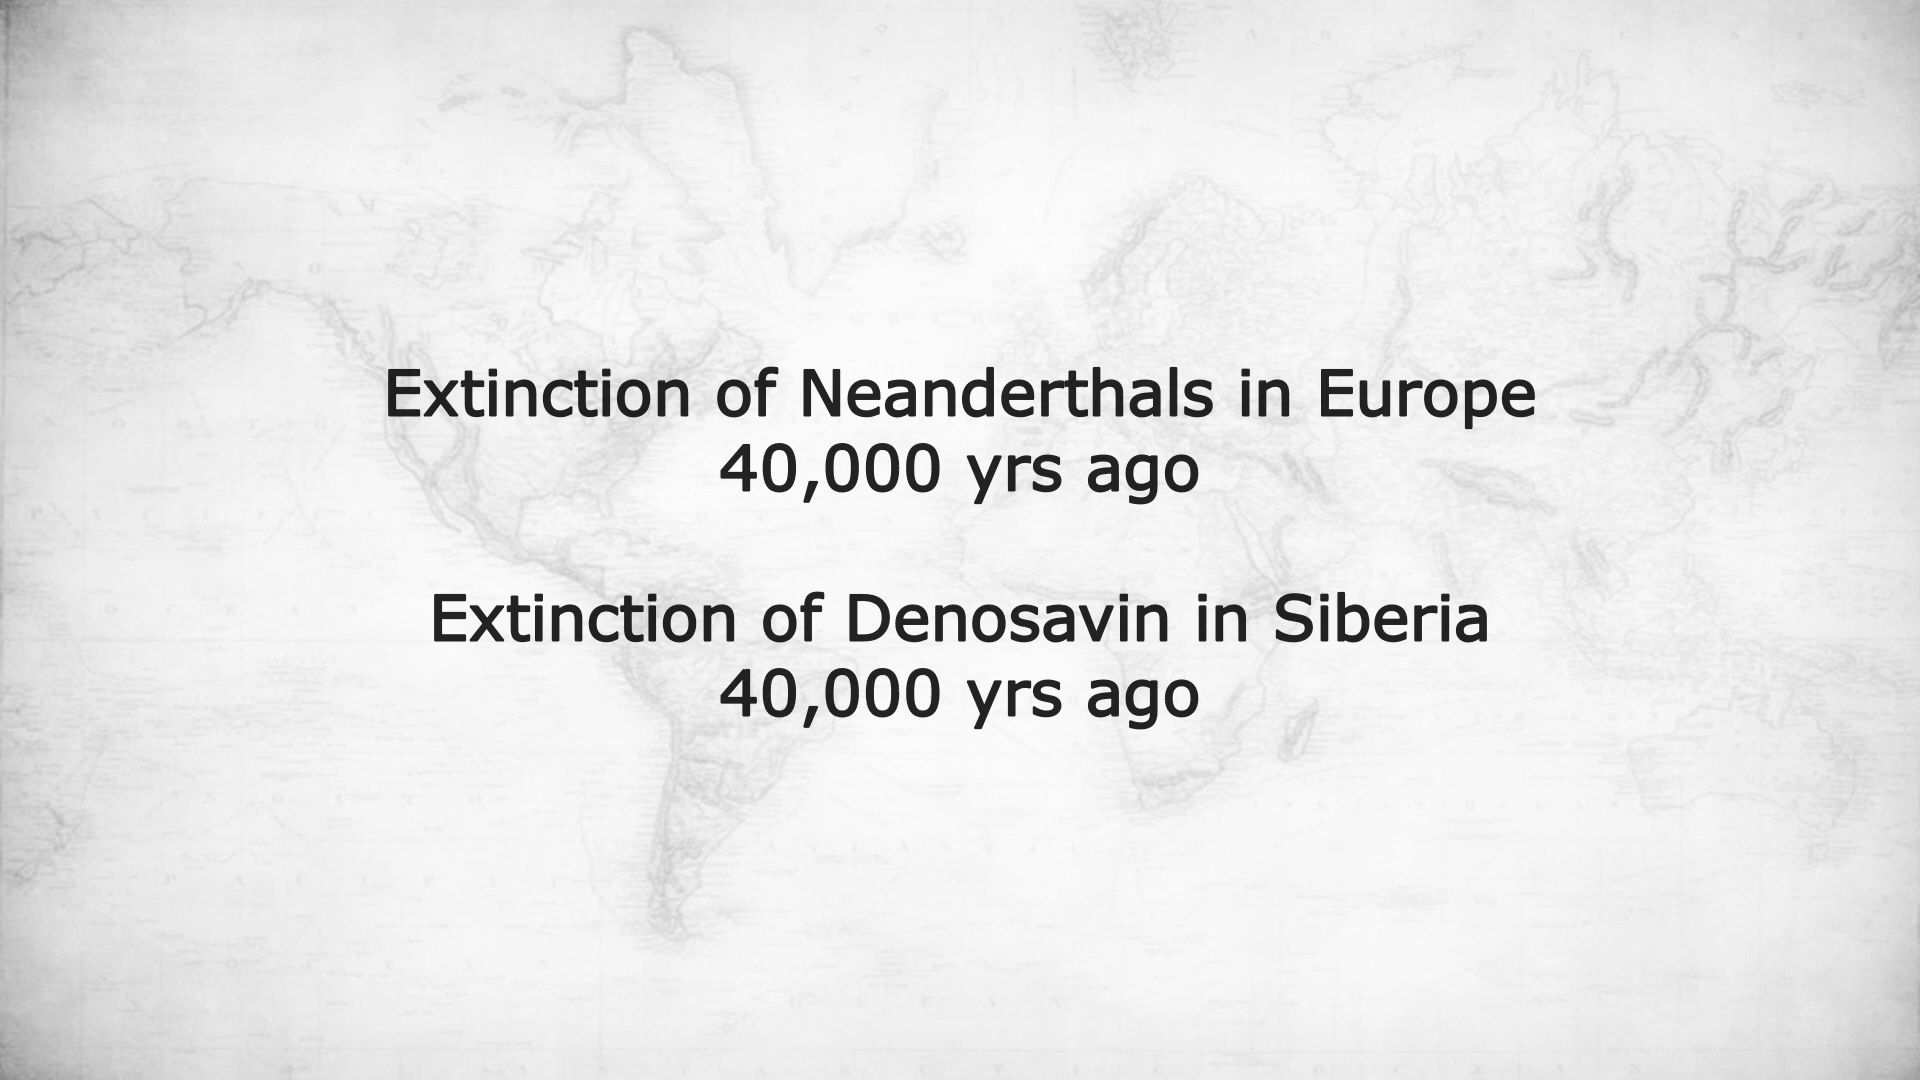 Extinction of Neanderthals in Europe
40,000 yrs ago
Extinction of Denosavin in Siberia
40,000 yrs ago